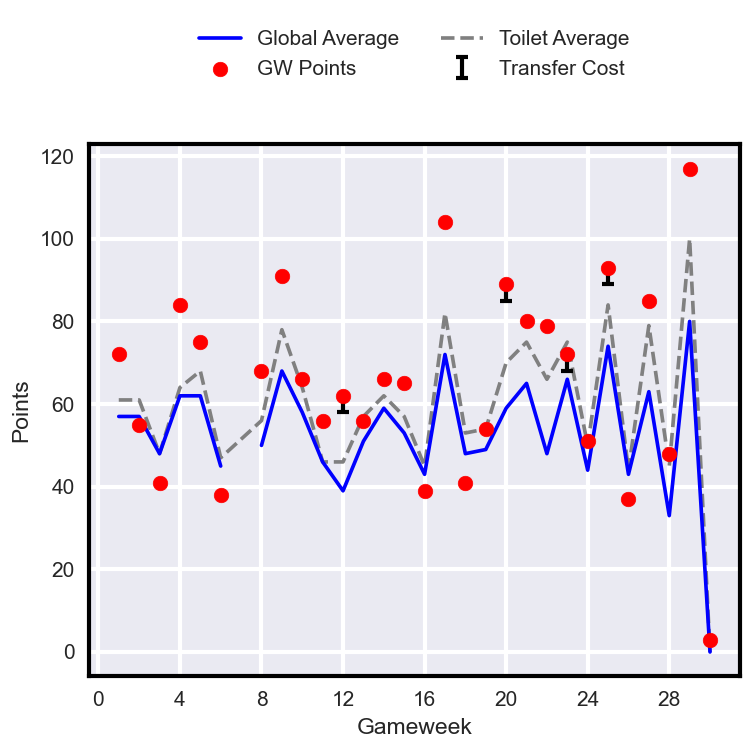 Global Average
Toilet Average
GW Points
Transfer Cost
120
100
80
60
40
20
0
Points
0 4 8 12 16 20 24 28
Gameweek